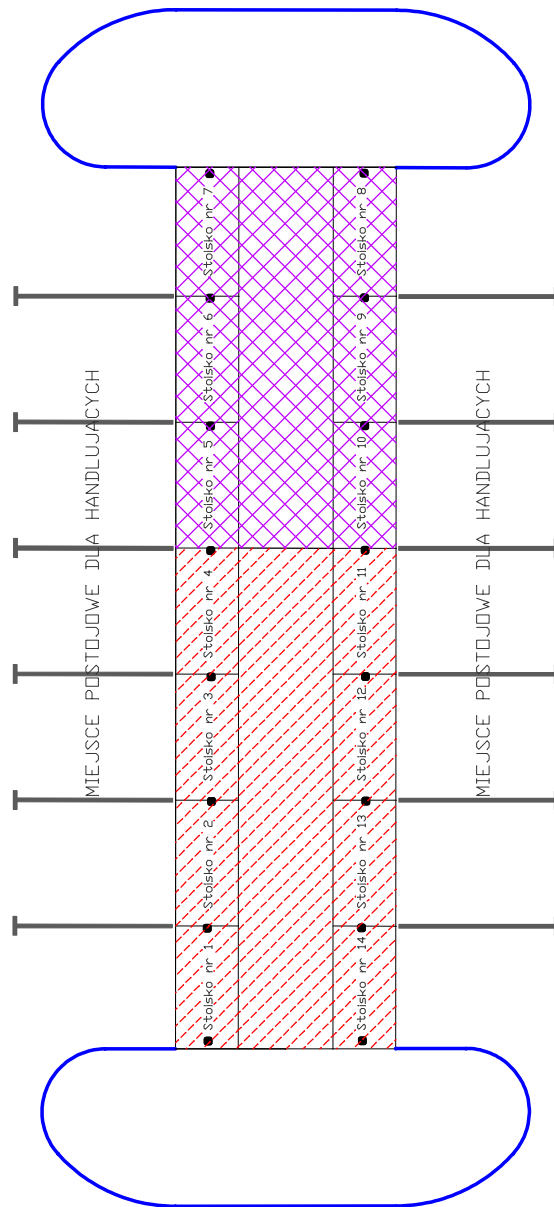 Stoisko nr 7
Stoisko nr 8
Stoisko nr 6
Stoisko nr 9
Stoisko nr 5
Stoisko nr 10
MIEJSCE POSTOJOWE DLA HANDLUJACYCH
MIEJSCE POSTOJOWE DLA HANDLUJACYCH
Stoisko nr 4
Stoisko nr 11
Stoisko nr 3
Stoisko nr 12
Stoisko nr 2
Stoisko nr 13
Stoisko nr 1
Stoisko nr 14